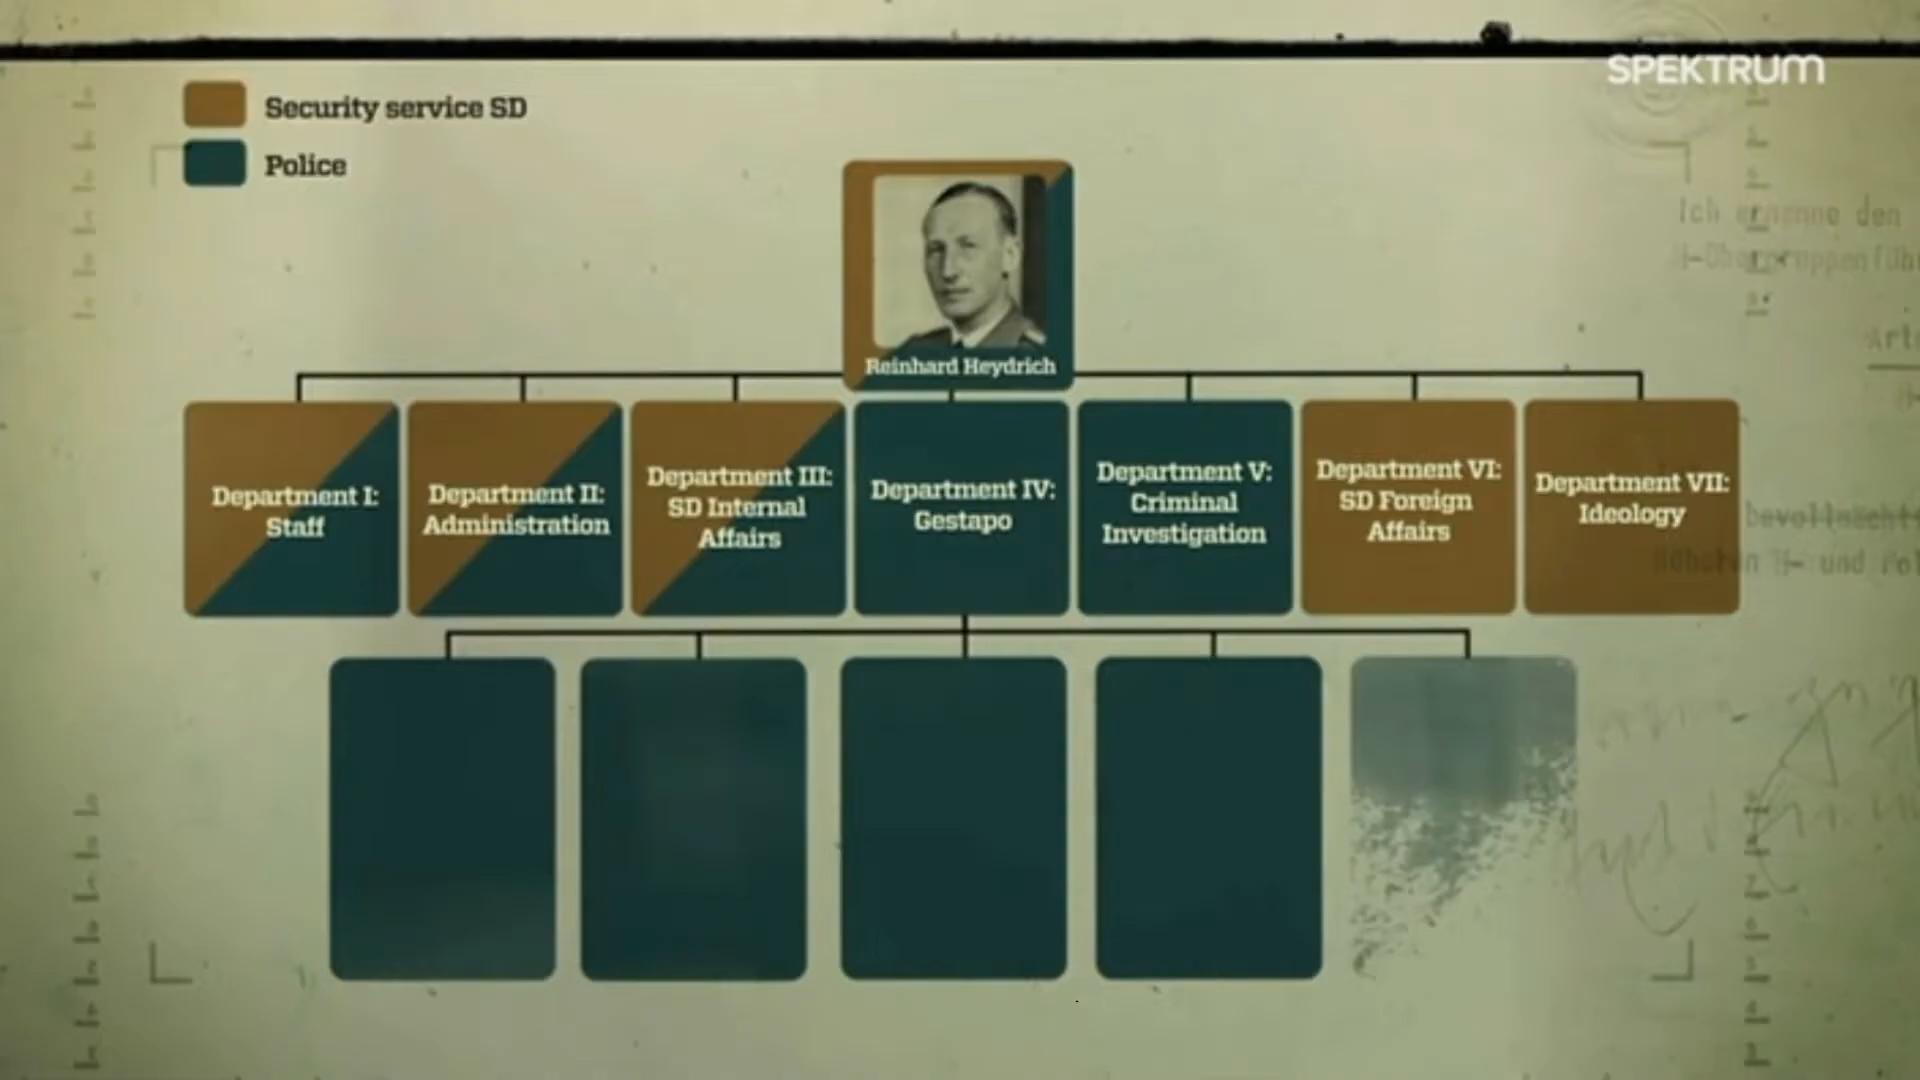 SPEKTRUM
Security service SD
Police
Ich ernenne den
Reinhard Heydrich
Department I:
Staff
Department II:
Administration
Department III:
SD Internal
Affairs
Department IV:
Gestapo
Department V:
Criminal
Investigation
Department VI:
SD Foreign
Affairs
Department VII:
Ideology
und